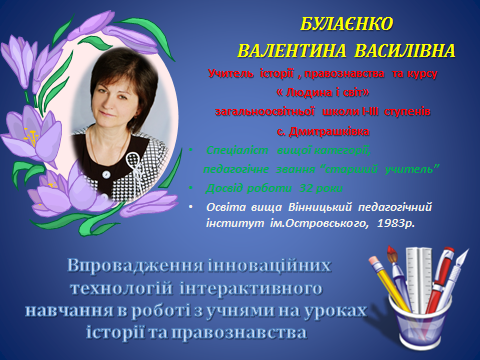 БУЛАЄНКО
ВАЛЕНТИНА ВАСИЛІВНА
Учитель історії , правознавства та курсу
« Людина і світ»
загальноосвітньої школи І-ІІІ ступенів
с. Дмитрашківка
• Спеціаліст вищої категорії,
педагогічне звання "старший учитель"
• Досвід роботи 32 роки
• Освіта вища Вінницький педагогічний
інститут ім.Островського, 1983р.
Впровадження інноваційних
технологій інтерактивного
навчання в роботі з учнями на уроках
історії та правознавства